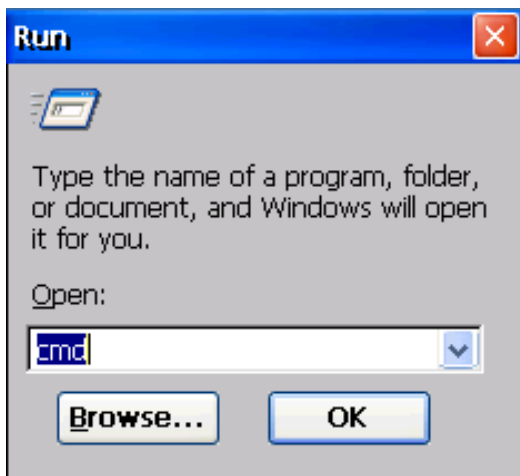 Run
Type the name of a program, folder,
or document, and Windows will open
it for you.
Open:
cmd
Browse... OK